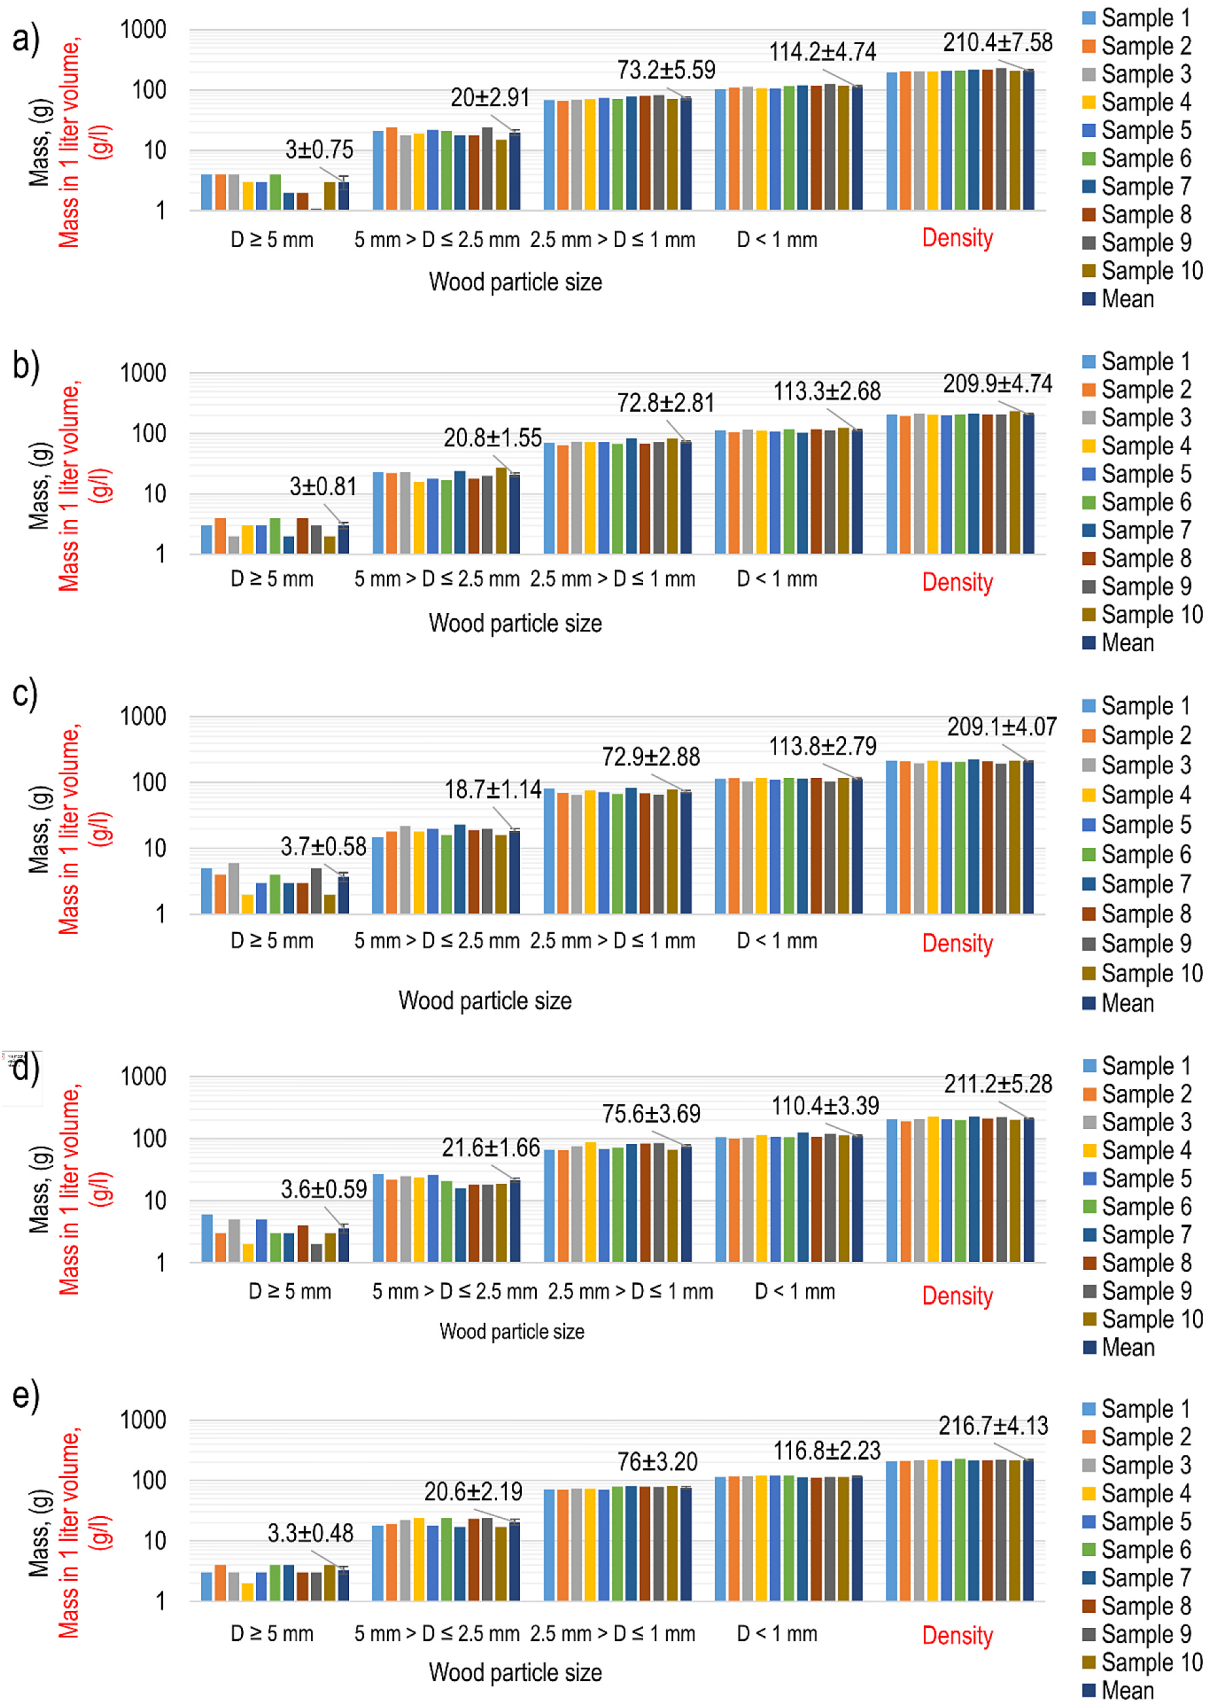 a)
Mass, (g)
Mass in 1 liter volume,
(g/l)
1000
100
10
1
3±0.75
20±2.91
73.2±5.59
114.2±4.74
210.4±7.58
D ≥ 5 mm
5 mm > D ≤ 2.5 mm
2.5 mm > D ≤ 1 mm
D < 1 mm
Density
Wood particle size
Sample 1
Sample 2
Sample 3
Sample 4
Sample 5
Sample 6
Sample 7
Sample 8
Sample 9
Sample 10
Mean
b)
Mass, (g)
Mass in 1 liter volume,
(g/l)
1000
100
10
1
3±0.81
20.8±1.55
72.8±2.81
113.3±2.68
209.9±4.74
D ≥ 5 mm
5 mm > D ≤ 2.5 mm
2.5 mm > D ≤ 1 mm
D < 1 mm
Density
Wood particle size
Sample 1
Sample 2
Sample 3
Sample 4
Sample 5
Sample 6
Sample 7
Sample 8
Sample 9
Sample 10
Mean
c)
Mass, (g)
Mass in 1 liter volume,
(g/l)
1000
100
10
1
3.7±0.58
18.7±1.14
72.9±2.88
113.8±2.79
209.1±4.07
D ≥ 5 mm
5 mm > D ≤ 2.5 mm
2.5 mm > D ≤ 1 mm
D < 1 mm
Density
Wood particle size
Sample 1
Sample 2
Sample 3
Sample 4
Sample 5
Sample 6
Sample 7
Sample 8
Sample 9
Sample 10
Mean
d)
Mass, (g)
Mass in 1 liter volume,
(g/l)
1000
100
10
1
3.6±0.59
21.6±1.66
75.6±3.69
110.4±3.39
211.2±5.28
D ≥ 5 mm
5 mm > D ≤ 2.5 mm
2.5 mm > D ≤ 1 mm
D < 1 mm
Density
Wood particle size
Sample 1
Sample 2
Sample 3
Sample 4
Sample 5
Sample 6
Sample 7
Sample 8
Sample 9
Sample 10
Mean
e)
Mass, (g)
Mass in 1 liter volume,
(g/l)
1000
100
10
1
3.3±0.48
20.6±2.19
76±3.20
116.8±2.23
216.7±4.13
D ≥ 5 mm
5 mm > D ≤ 2.5 mm
2.5 mm > D ≤ 1 mm
D < 1 mm
Density
Wood particle size
Sample 1
Sample 2
Sample 3
Sample 4
Sample 5
Sample 6
Sample 7
Sample 8
Sample 9
Sample 10
Mean